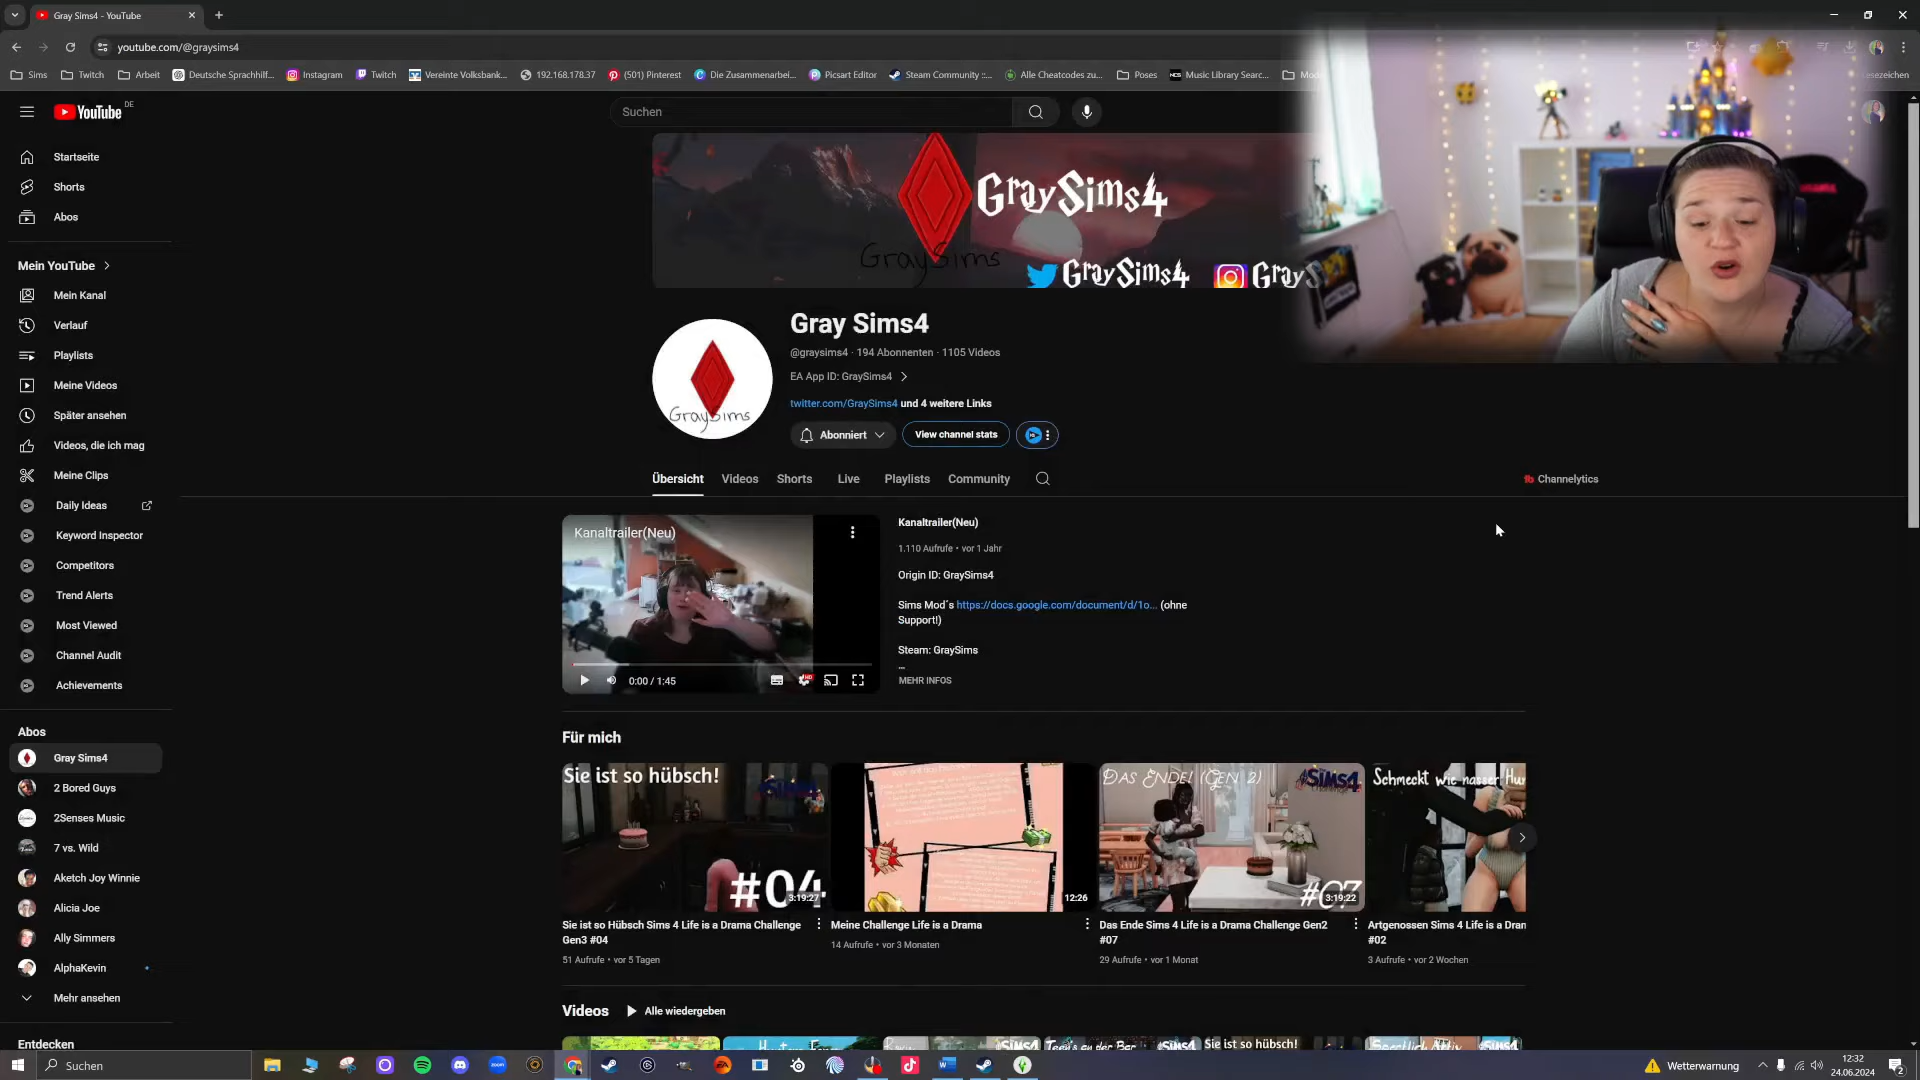 Gray Sims4 - YouTube
youtube.com/@graysims4
Sims
Twitch
Arbeit
Deutsche Sprachhilf...
Instagram
Twitch
Vereinte Volksbank...
192.168.178.37
(501) Pinterest
Die Zusammenarbei...
Picsart Editor
Steam Community ::...
Alle Cheatcodes zu...
Poses
Music Library Searc...
YouTube DE
Suchen
Startseite
Shorts
Abos
Mein YouTube
Mein Kanal
Verlauf
Playlists
Meine Videos
Später ansehen
Videos, die ich mag
Meine Clips
Daily Ideas
Keyword Inspector
Competitors
Trend Alerts
Most Viewed
Channel Audit
Achievements
Abos
Gray Sims4
2 Bored Guys
2Senses Music
7 vs. Wild
Aketch Joy Winnie
Alicia Joe
Ally Simmers
AlphaKevin
Mehr ansehen
Entdecken
GraySims4
GraySims
GraySims4
GrayS
GraySims
Gray Sims4
@graysims4 · 194 Abonnenten · 1105 Videos
EA App ID: GraySims4
twitter.com/GraySims4 und 4 weitere Links
Abonniert
View channel stats
Übersicht
Videos
Shorts
Live
Playlists
Community
tb Channelytics
Kanaltrailer(Neu)
0:00 / 1:45
Kanaltrailer(Neu)
1.110 Aufrufe • vor 1 Jahr
Origin ID: GraySims4
Sims Mod´s https://docs.google.com/document/d/1o... (ohne
Support!)
Steam: GraySims
...
MEHR INFOS
Für mich
Sie ist so hübsch!
#04
3:19:27
12:26
Das Ende! (Gen 2)
Sims4
Challenge
#07
3:19:22
Schmeckt wie nasser Hun
Sie ist so Hübsch Sims 4 Life is a Drama Challenge
Gen3 #04
51 Aufrufe • vor 5 Tagen
Meine Challenge Life is a Drama
14 Aufrufe • vor 3 Monaten
Das Ende Sims 4 Life is a Drama Challenge Gen2
#07
29 Aufrufe • vor 1 Monat
Artgenossen Sims 4 Life is a Dram
#02
3 Aufrufe • vor 2 Wochen
Videos
Alle wiedergeben
Sie ist so hübsch!
Suchen
Wetterwarnung
12:32
24.06.2024
2